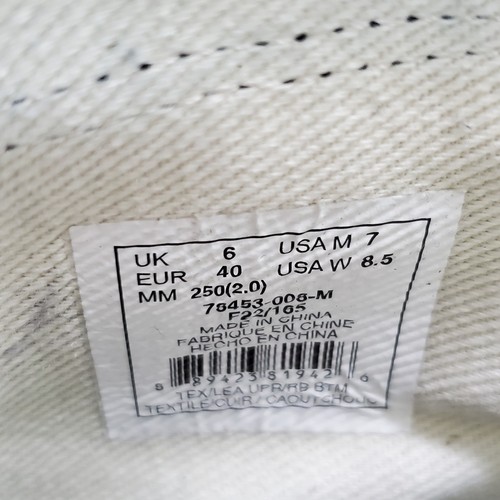 UK 6 USA M 7
EUR 40 USA W 8.5
MM 250(2.0)
78453-008-M
F22/165
MADE IN CHINA
FABRIQUE EN CHINE
HECHO EN CHINA
8 89423 81942 6
TEX/LEA UPR/RB BTM
TEXTILE/CUIR/CAOUTCHOUC